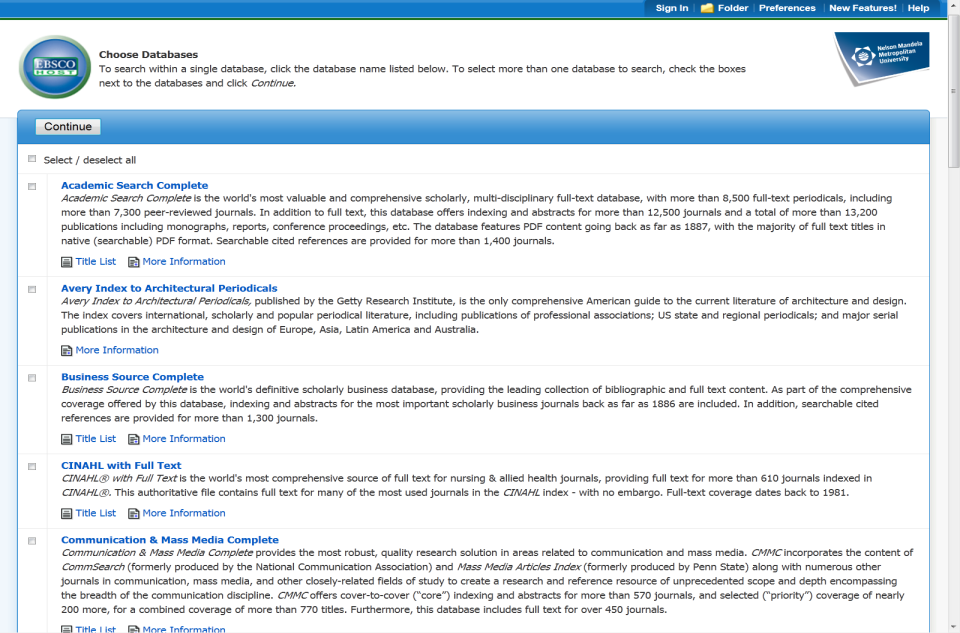 Sign In Folder Preferences New Features! Help
EBSCO
HOST
Choose Databases
To search within a single database, click the database name listed below. To select more than one database to search, check the boxes
next to the databases and click Continue.
Nelson Mandela
Metropolitan
University
Continue
Select / deselect all
Academic Search Complete
Academic Search Complete is the world's most valuable and comprehensive scholarly, multi-disciplinary full-text database, with more than 8,500 full-text periodicals, including
more than 7,300 peer-reviewed journals. In addition to full text, this database offers indexing and abstracts for more than 12,500 journals and a total of more than 13,200
publications including monographs, reports, conference proceedings, etc. The database features PDF content going back as far as 1887, with the majority of full text titles in
native (searchable) PDF format. Searchable cited references are provided for more than 1,400 journals.
Title List More Information
Avery Index to Architectural Periodicals
Avery Index to Architectural Periodicals, published by the Getty Research Institute, is the only comprehensive American guide to the current literature of architecture and design.
The index covers international, scholarly and popular periodical literature, including publications of professional associations; US state and regional periodicals; and major serial
publications in the architecture and design of Europe, Asia, Latin America and Australia.
More Information
Business Source Complete
Business Source Complete is the world's definitive scholarly business database, providing the leading collection of bibliographic and full text content. As part of the comprehensive
coverage offered by this database, indexing and abstracts for the most important scholarly business journals back as far as 1886 are included. In addition, searchable cited
references are provided for more than 1,300 journals.
Title List More Information
CINAHL with Full Text
CINAHL® with Full Text is the world's most comprehensive source of full text for nursing & allied health journals, providing full text for more than 610 journals indexed in
CINAHL®. This authoritative file contains full text for many of the most used journals in the CINAHL index - with no embargo. Full-text coverage dates back to 1981.
Title List More Information
Communication & Mass Media Complete
Communication & Mass Media Complete provides the most robust, quality research solution in areas related to communication and mass media. CMMC incorporates the content of
CommSearch (formerly produced by the National Communication Association) and Mass Media Articles Index (formerly produced by Penn State) along with numerous other
journals in communication, mass media, and other closely-related fields of study to create a research and reference resource of unprecedented scope and depth encompassing
the breadth of the communication discipline. CMMC offers cover-to-cover ("core") indexing and abstracts for more than 570 journals, and selected ("priority") coverage of nearly
200 more, for a combined coverage of more than 770 titles. Furthermore, this database includes full text for over 450 journals.
Title List More Information